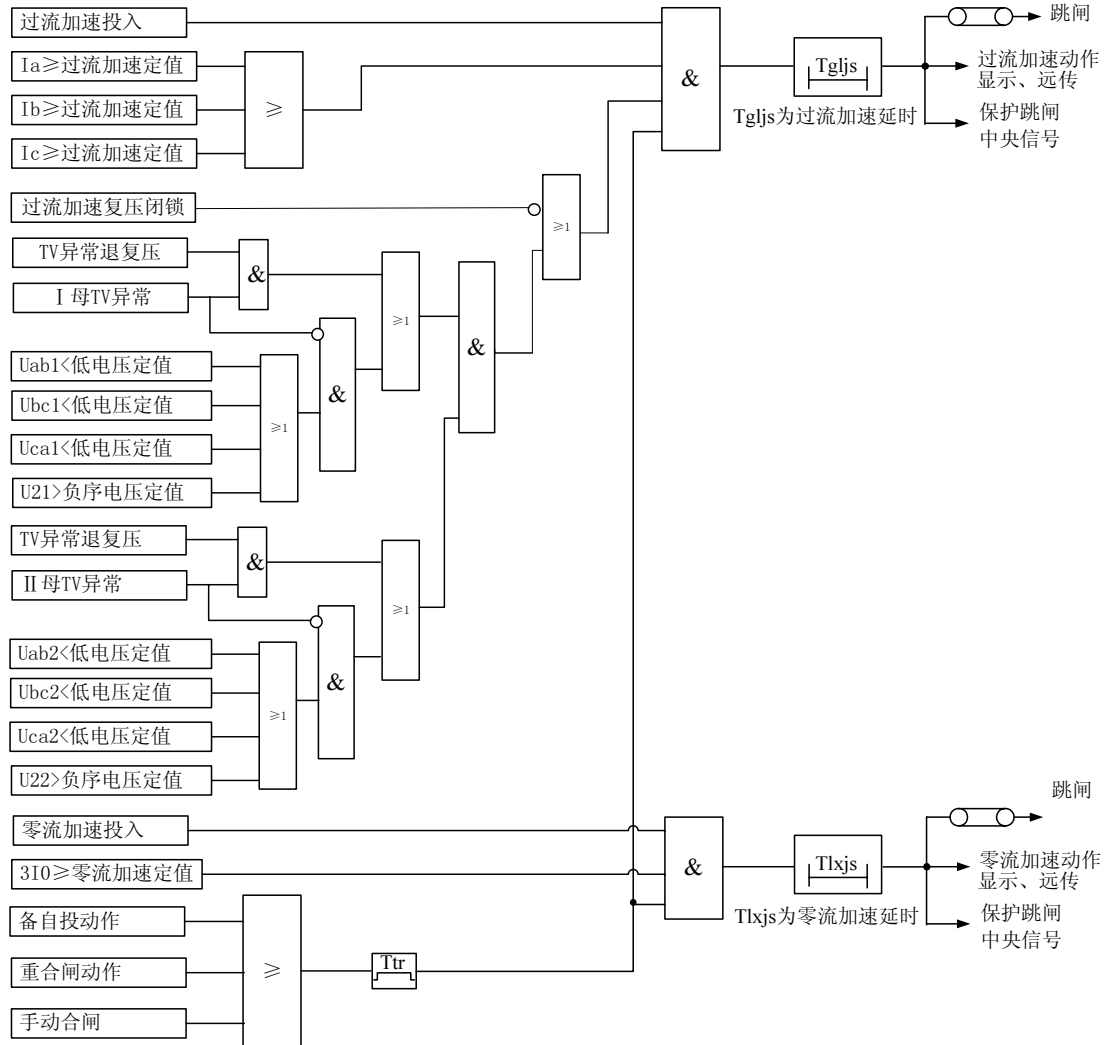 过流加速投入
Ia≥过流加速定值
Ib≥过流加速定值
Ic≥过流加速定值
≥
&
Tgljs
Tgljs为过流加速延时
跳闸
过流加速动作
显示、远传
保护跳闸
中央信号
过流加速复压闭锁
≥1
TV异常退复压
Ⅰ母TV异常
&
≥1
&
Uab1<低电压定值
Ubc1<低电压定值
Uca1<低电压定值
U21>负序电压定值
≥1
&
TV异常退复压
Ⅱ母TV异常
&
≥1
Uab2<低电压定值
Ubc2<低电压定值
Uca2<低电压定值
U22>负序电压定值
≥1
&
零流加速投入
3I0≥零流加速定值
&
Tlxjs
Tlxjs为零流加速延时
跳闸
零流加速动作
显示、远传
保护跳闸
中央信号
备自投动作
重合闸动作
手动合闸
≥
Ttr